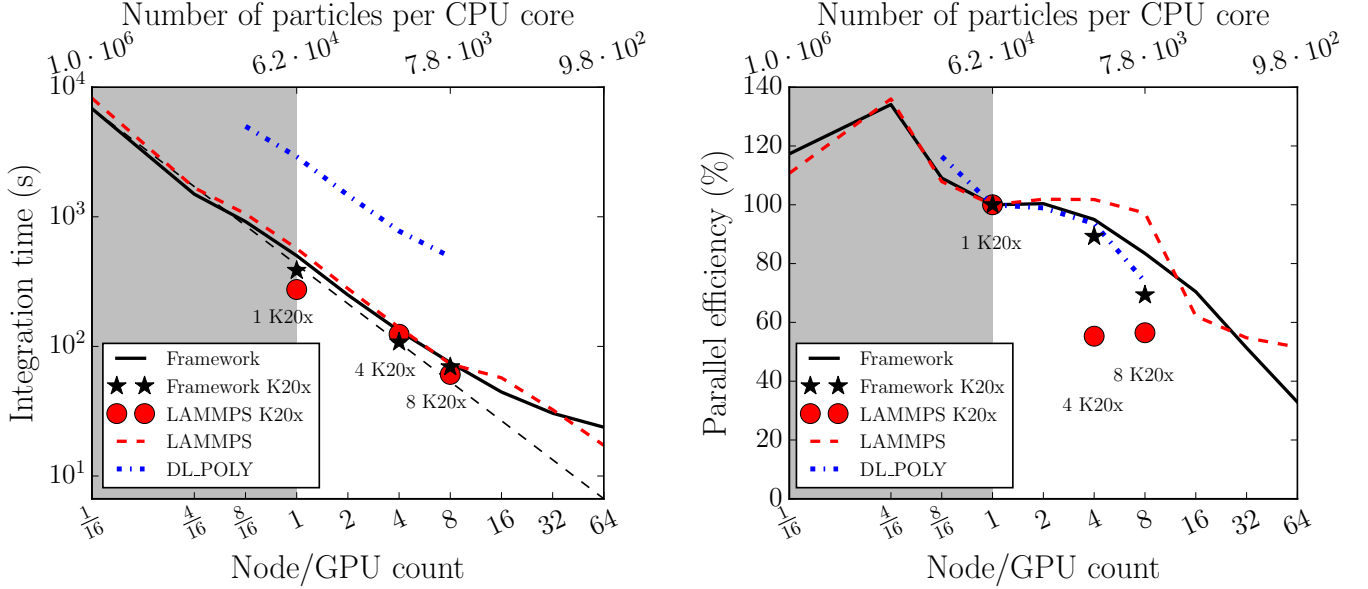 Number of particles per CPU core
1.0 · 10^6 6.2 · 10^4 7.8 · 10^3 9.8 · 10^2
10^4
10^3
10^2
10^1
Integration time (s)
1 K20x
4 K20x
8 K20x
Framework
Framework K20x
LAMMPS K20x
LAMMPS
DL_POLY
1/16 4/16 8/16 1 2 4 8 16 32 64
Node/GPU count
Number of particles per CPU core
1.0 · 10^6 6.2 · 10^4 7.8 · 10^3 9.8 · 10^2
140
120
100
80
60
40
20
0
Parallel efficiency (%)
1 K20x
8 K20x
4 K20x
Framework
Framework K20x
LAMMPS K20x
LAMMPS
DL_POLY
1/16 4/16 8/16 1 2 4 8 16 32 64
Node/GPU count